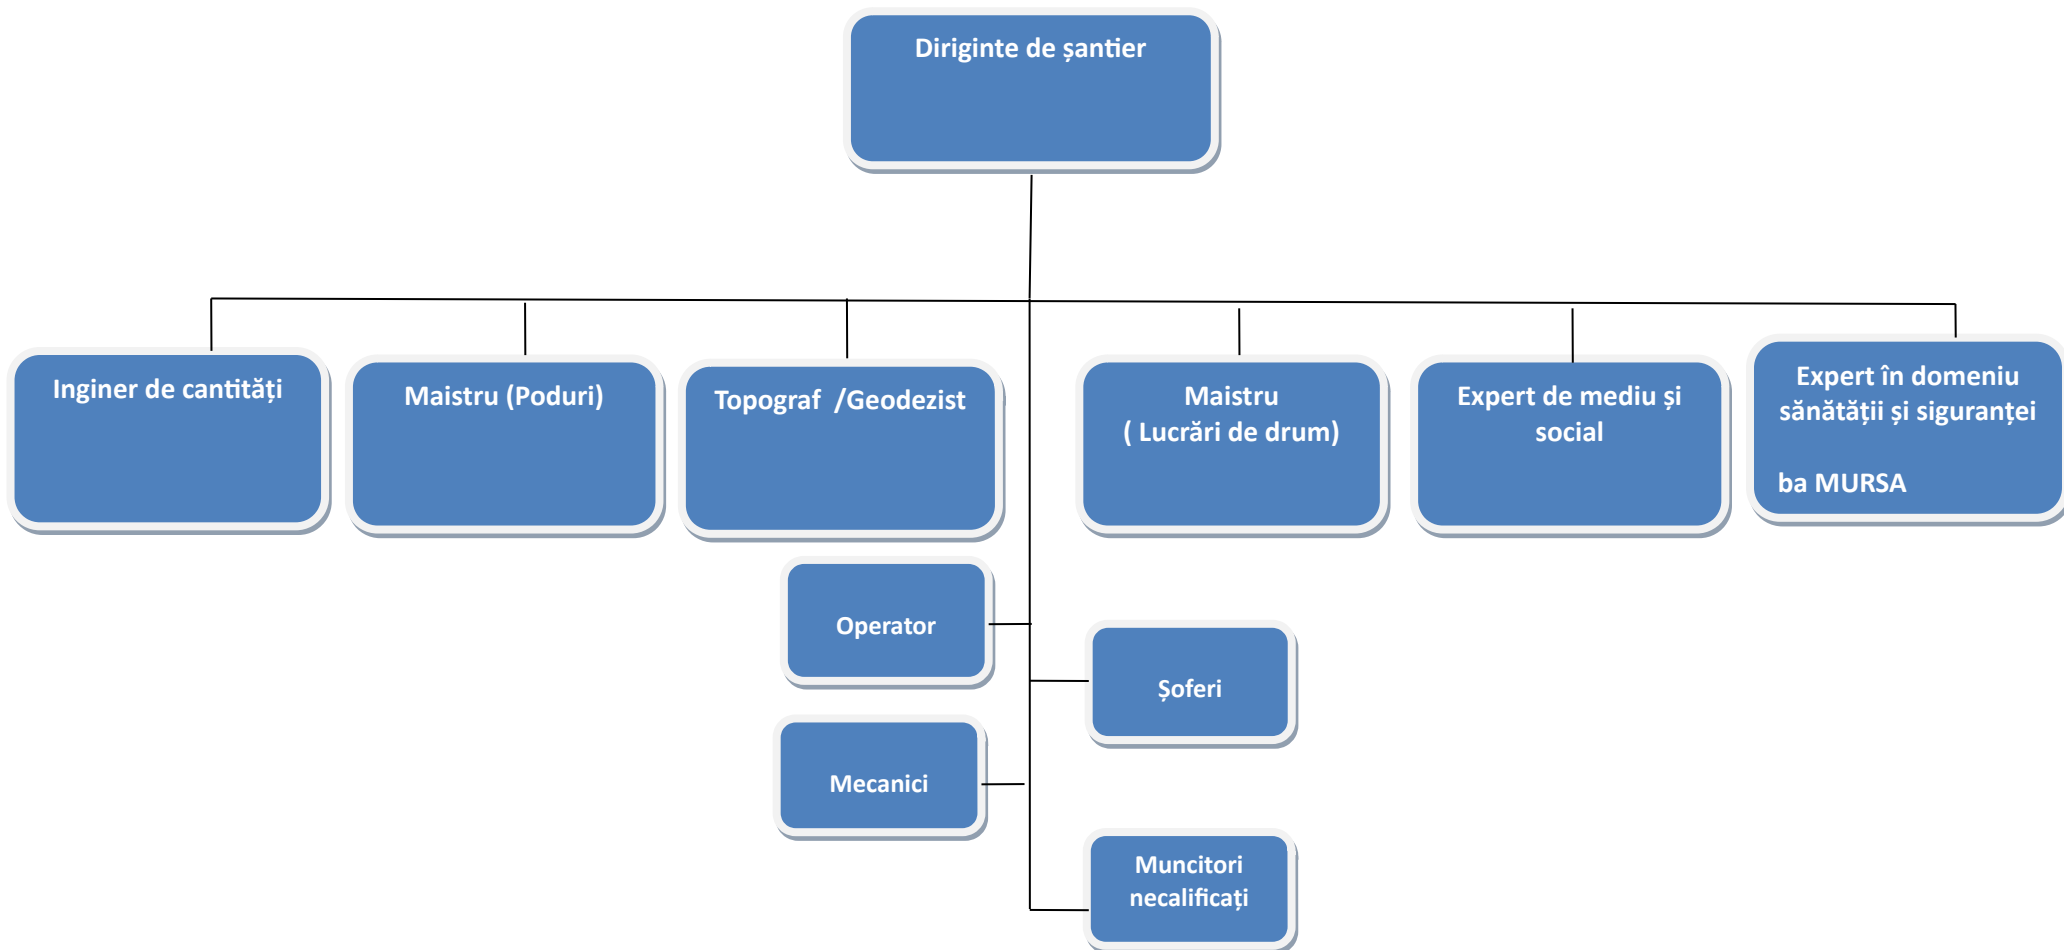 Diriginte de șantier
Inginer de cantități
Maistru (Poduri)
Topograf /Geodezist
Maistru
( Lucrări de drum)
Expert de mediu și
social
Expert în domeniu
sănătății și siguranței
ba MURSA
Operator
Șoferi
Mecanici
Muncitori
necalificați